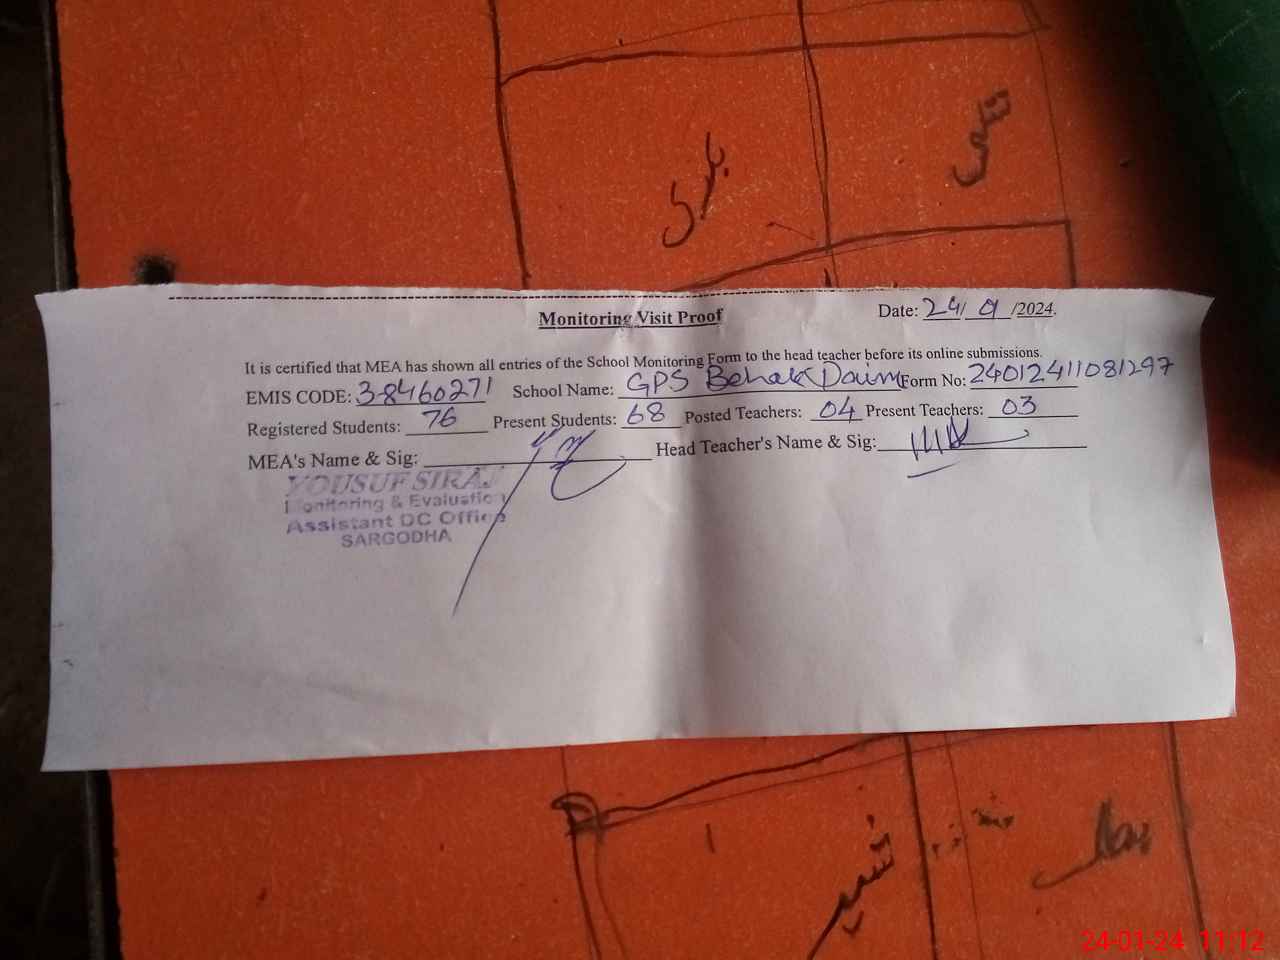 بلدی
Monitoring Visit Proof
Date: 24/ 01 /2024.
It is certified that MEA has shown all entries of the School Monitoring Form to the head teacher before its online submissions.
EMIS CODE: 38460271 School Name: GPS Behak Daim Form No: 24012411081297
Registered Students: 76 Present Students: 68 Posted Teachers: 04 Present Teachers: 03
MEA's Name & Sig: Head Teacher's Name & Sig:
YOUSUF SIRAJ
Monitoring & Evaluation
Assistant DC Office
SARGODHA
24-01-24 11:12